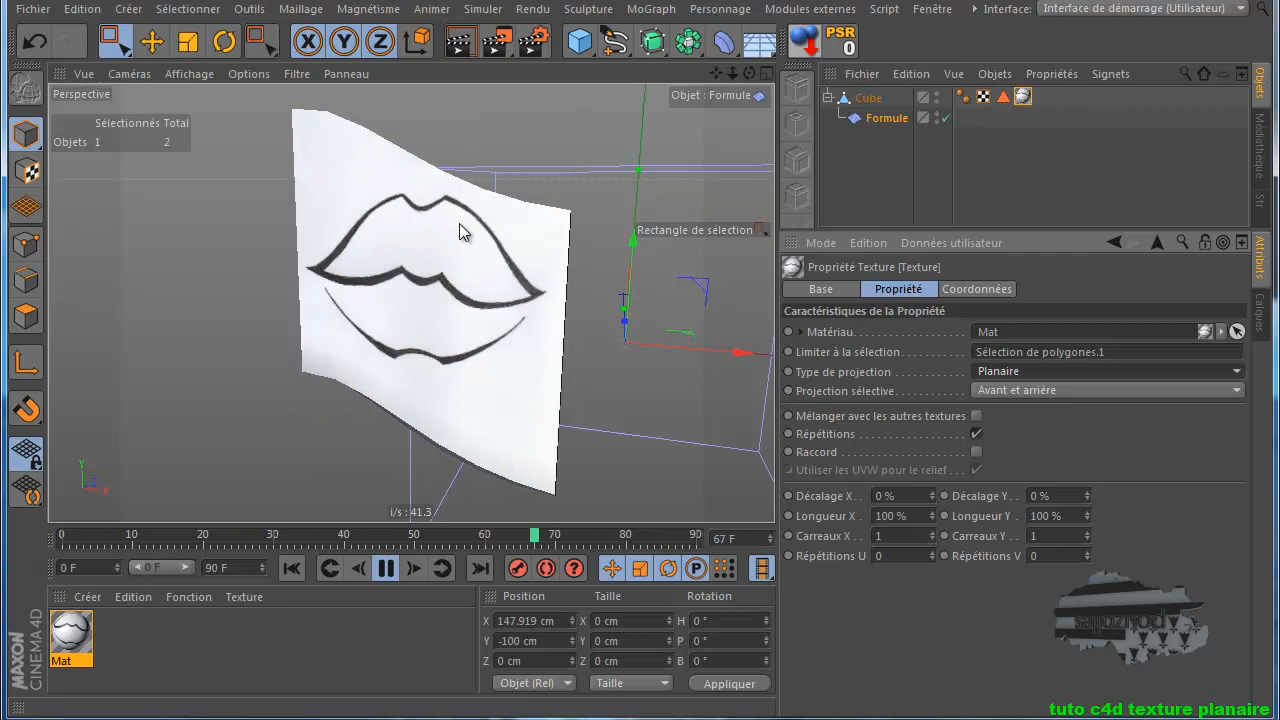 Fichier Edition Créer Sélectionner Outils Maillage Magnétisme Animer Simuler Rendu Sculpture MoGraph Personnage Modules externes Script Fenêtre Interface: Interface de démarrage (Utilisateur)
X Y Z PSR 0
Vue Caméras Affichage Options Filtre Panneau
Fichier Edition Vue Objets Propriétés Signets
Perspective
Objet : Formule
Cube
Formule
Sélectionnés Total
Objets 1 2
Rectangle de sélection
Objets
Str
Médiathèque
Attributs
Calques
Mode Edition Données utilisateur
Propriété Texture [Texture]
Base Propriété Coordonnées
Caractéristiques de la Propriété
Matériau Mat
Limiter à la sélection Sélection de polygones.1
Type de projection Planaire
Projection sélective Avant et arrière
Mélanger avec les autres textures
Répétitions
Raccord
Utiliser les UVW pour le relief
Décalage X 0 % Décalage Y 0 %
Longueur X 100 % Longueur Y 100 %
Carreaux X 1 Carreaux Y 1
Répétitions U 0 Répétitions V 0
Y
Z
X
i/s : 41.3
0 10 20 30 40 50 60 70 80 90 67 F
0 F 0 F 90 F
P
Créer Edition Fonction Texture
Mat
Position Taille Rotation
X 147.919 cm X 0 cm H 0 °
Y -100 cm Y 0 cm P 0 °
Z 0 cm Z 0 cm B 0 °
Objet (Rel) Taille Appliquer
MAXON
CINEMA 4D
tuto c4d texture planaire